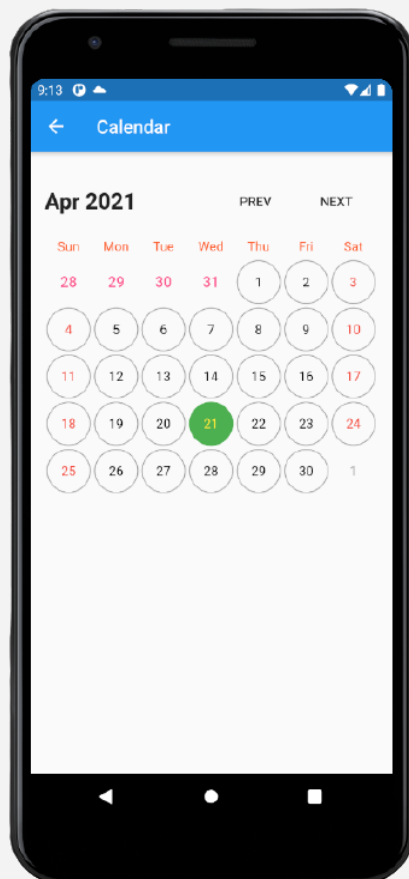 9:13
Calendar
Apr 2021 PREV NEXT
Sun Mon Tue Wed Thu Fri Sat
28 29 30 31 1 2 3
4 5 6 7 8 9 10
11 12 13 14 15 16 17
18 19 20 21 22 23 24
25 26 27 28 29 30 1